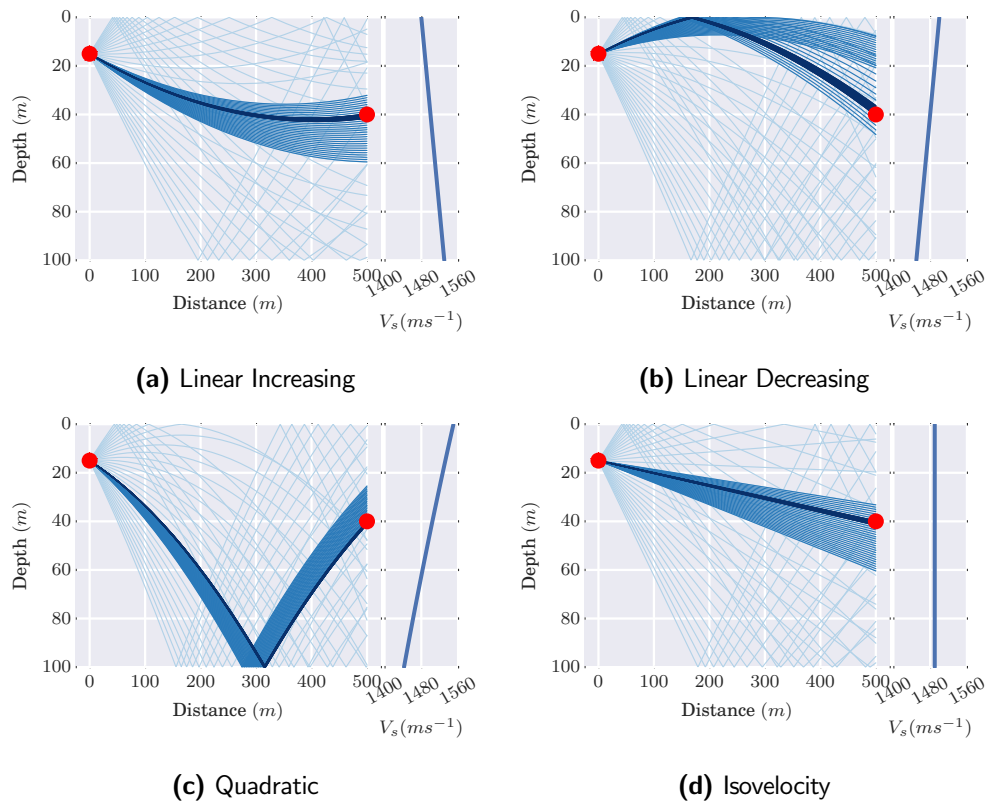 0
20
40
60
80
100
Depth (m)
0 100 200 300 400 500
1400 1480 1560
Distance (m)
V_s(ms^{-1})
(a) Linear Increasing
0
20
40
60
80
100
Depth (m)
0 100 200 300 400 500
1400 1480 1560
Distance (m)
V_s(ms^{-1})
(b) Linear Decreasing
0
20
40
60
80
100
Depth (m)
0 100 200 300 400 500
1400 1480 1560
Distance (m)
V_s(ms^{-1})
(c) Quadratic
0
20
40
60
80
100
Depth (m)
0 100 200 300 400 500
1400 1480 1560
Distance (m)
V_s(ms^{-1})
(d) Isovelocity